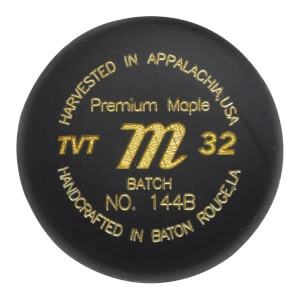 HARVESTED IN APPALACHIA, USA
Premium Maple
TVT m 32
BATCH
NO. 144B
HANDCRAFTED IN BATON ROUGE, LA